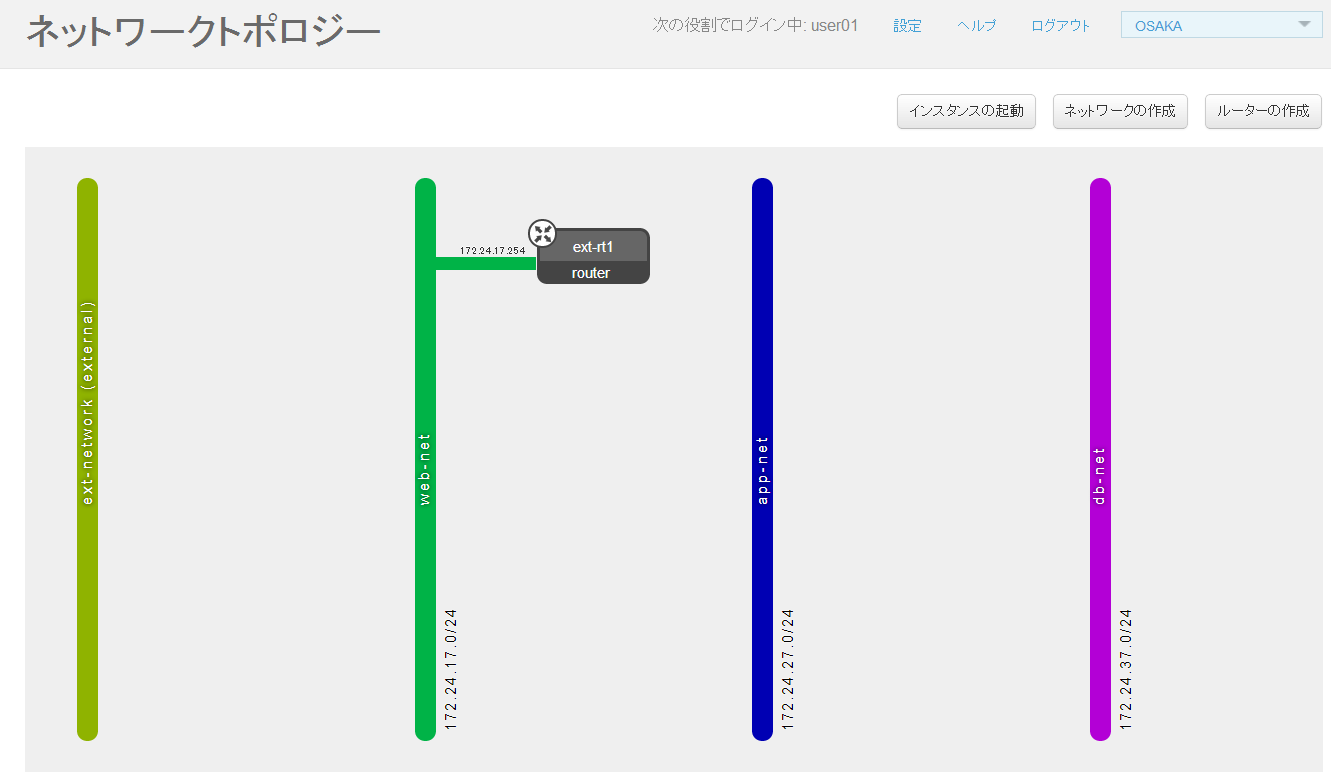 ネットワークトポロジー
次の役割でログイン中: user01 設定 ヘルプ ログアウト OSAKA
インスタンスの起動 ネットワークの作成 ルーターの作成
ext-network (external)
web-net
172.24.17.0/24
172.24.17.254
ext-rt1
router
app-net
172.24.27.0/24
db-net
172.24.37.0/24